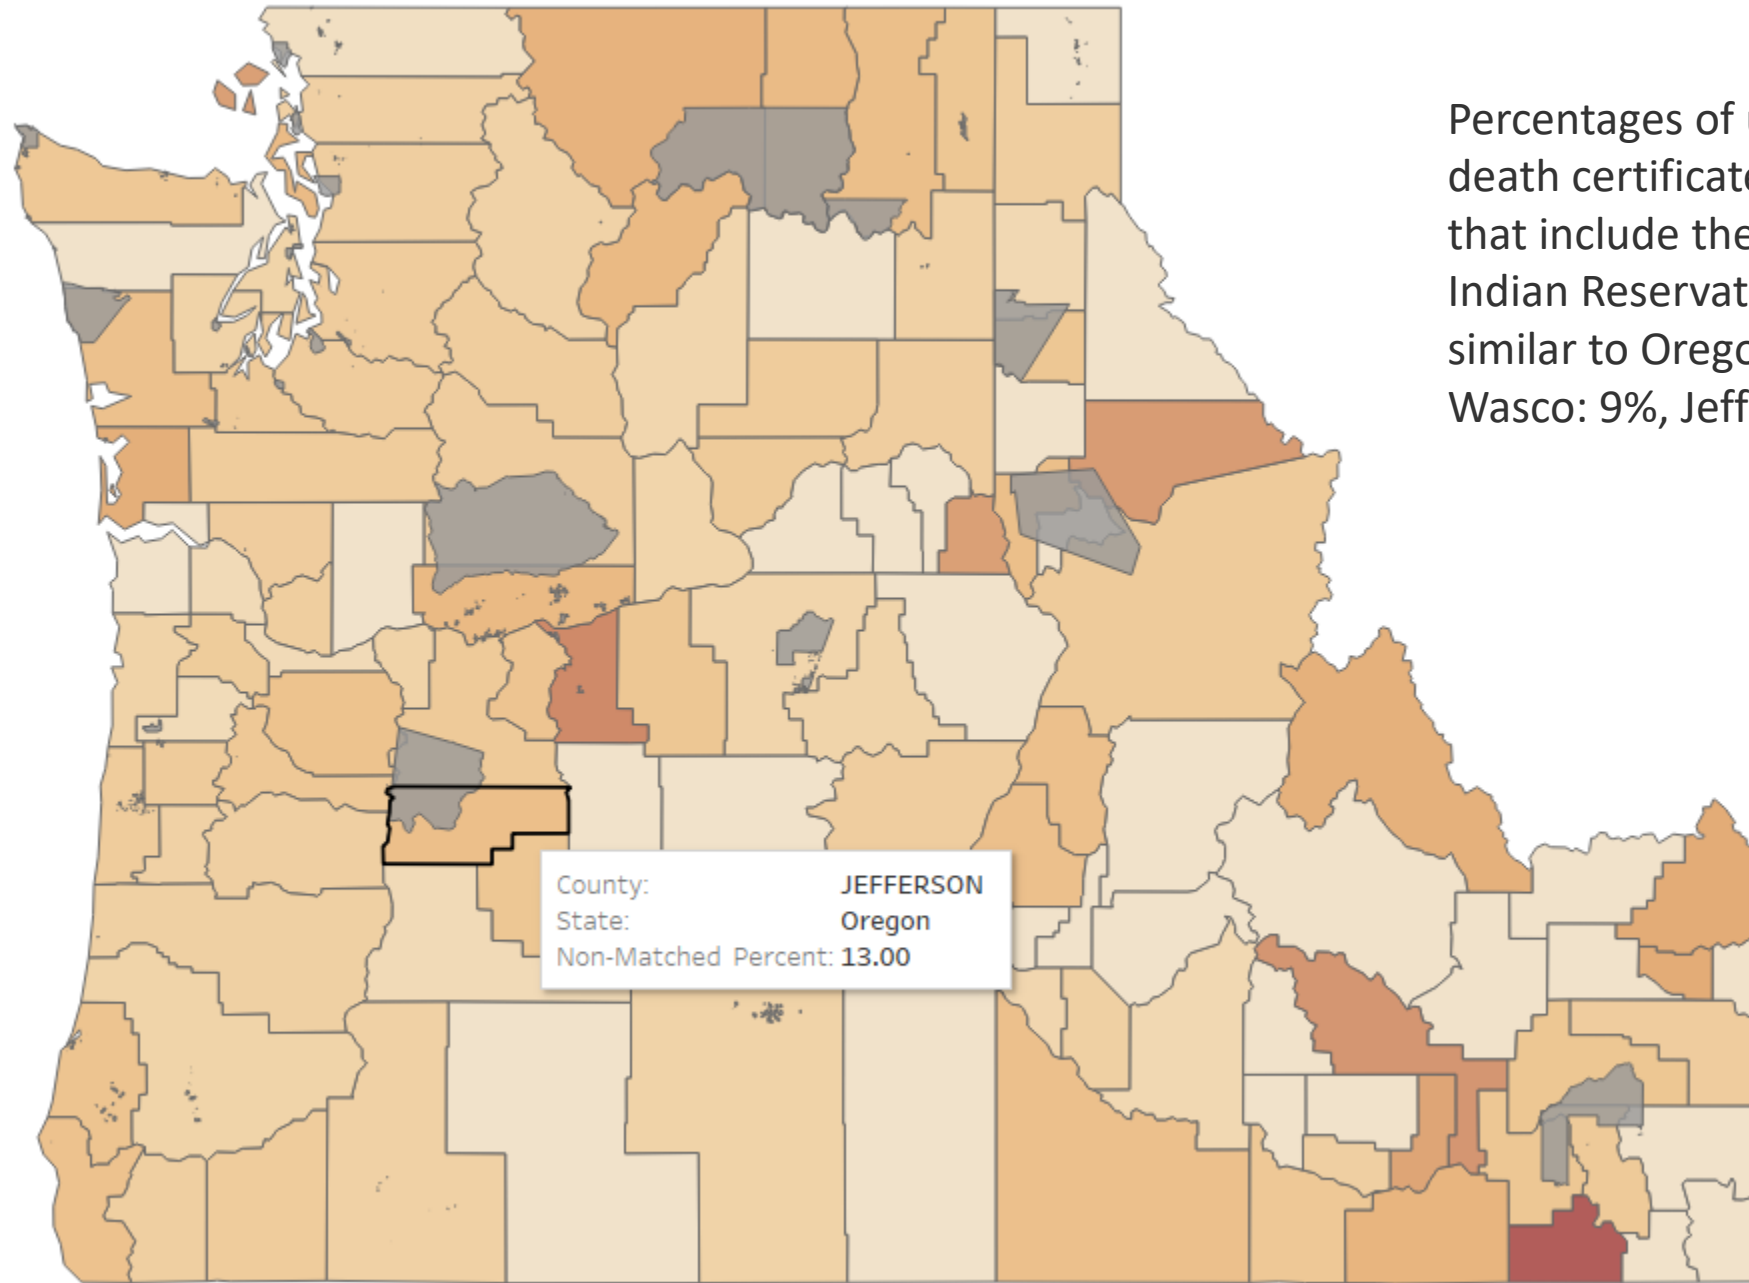 Percentages of
death certificate
that include the
Indian Reservat
similar to Orego
Wasco: 9%, Jeff
County: JEFFERSON
State: Oregon
Non-Matched Percent: 13.00